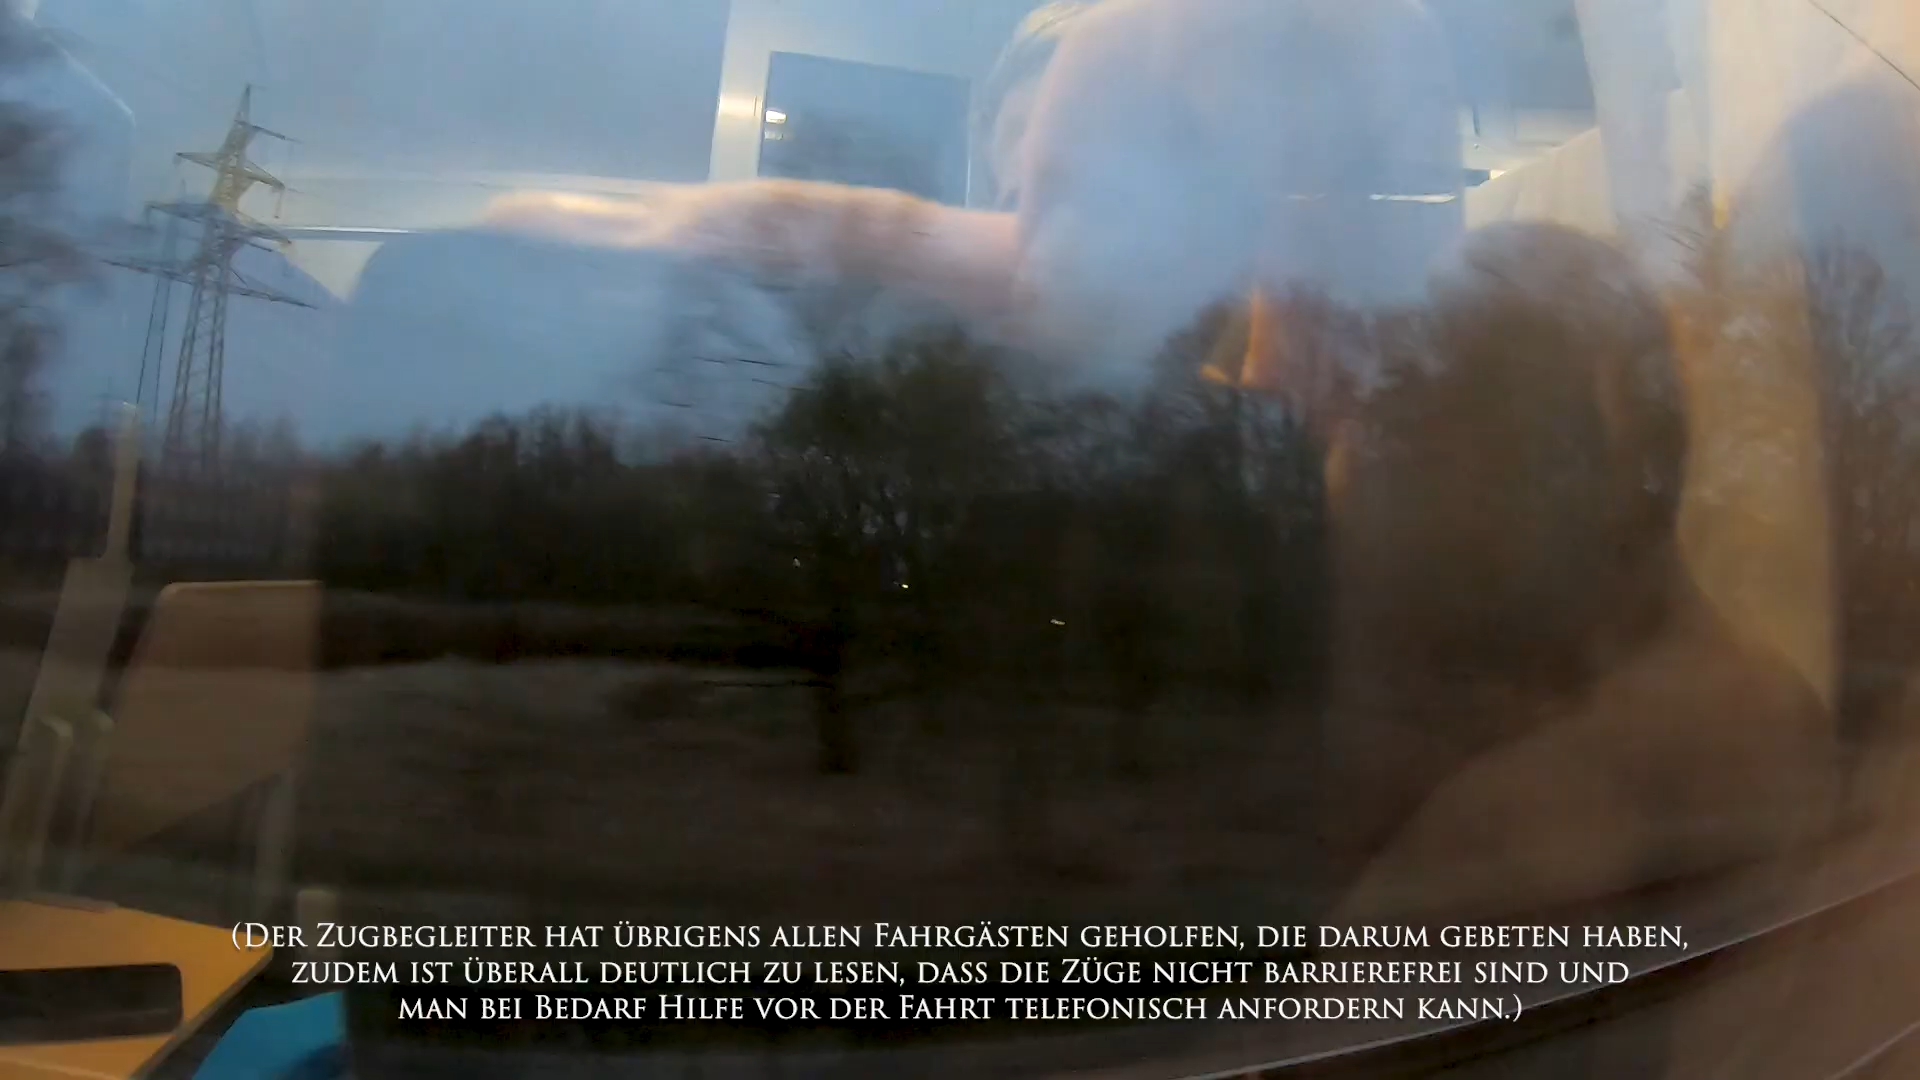 (Der Zugbegleiter hat übrigens allen Fahrgästen geholfen, die darum gebeten haben,
zudem ist überall deutlich zu lesen, dass die Züge nicht barrierefrei sind und
man bei Bedarf Hilfe vor der Fahrt telefonisch anfordern kann.)